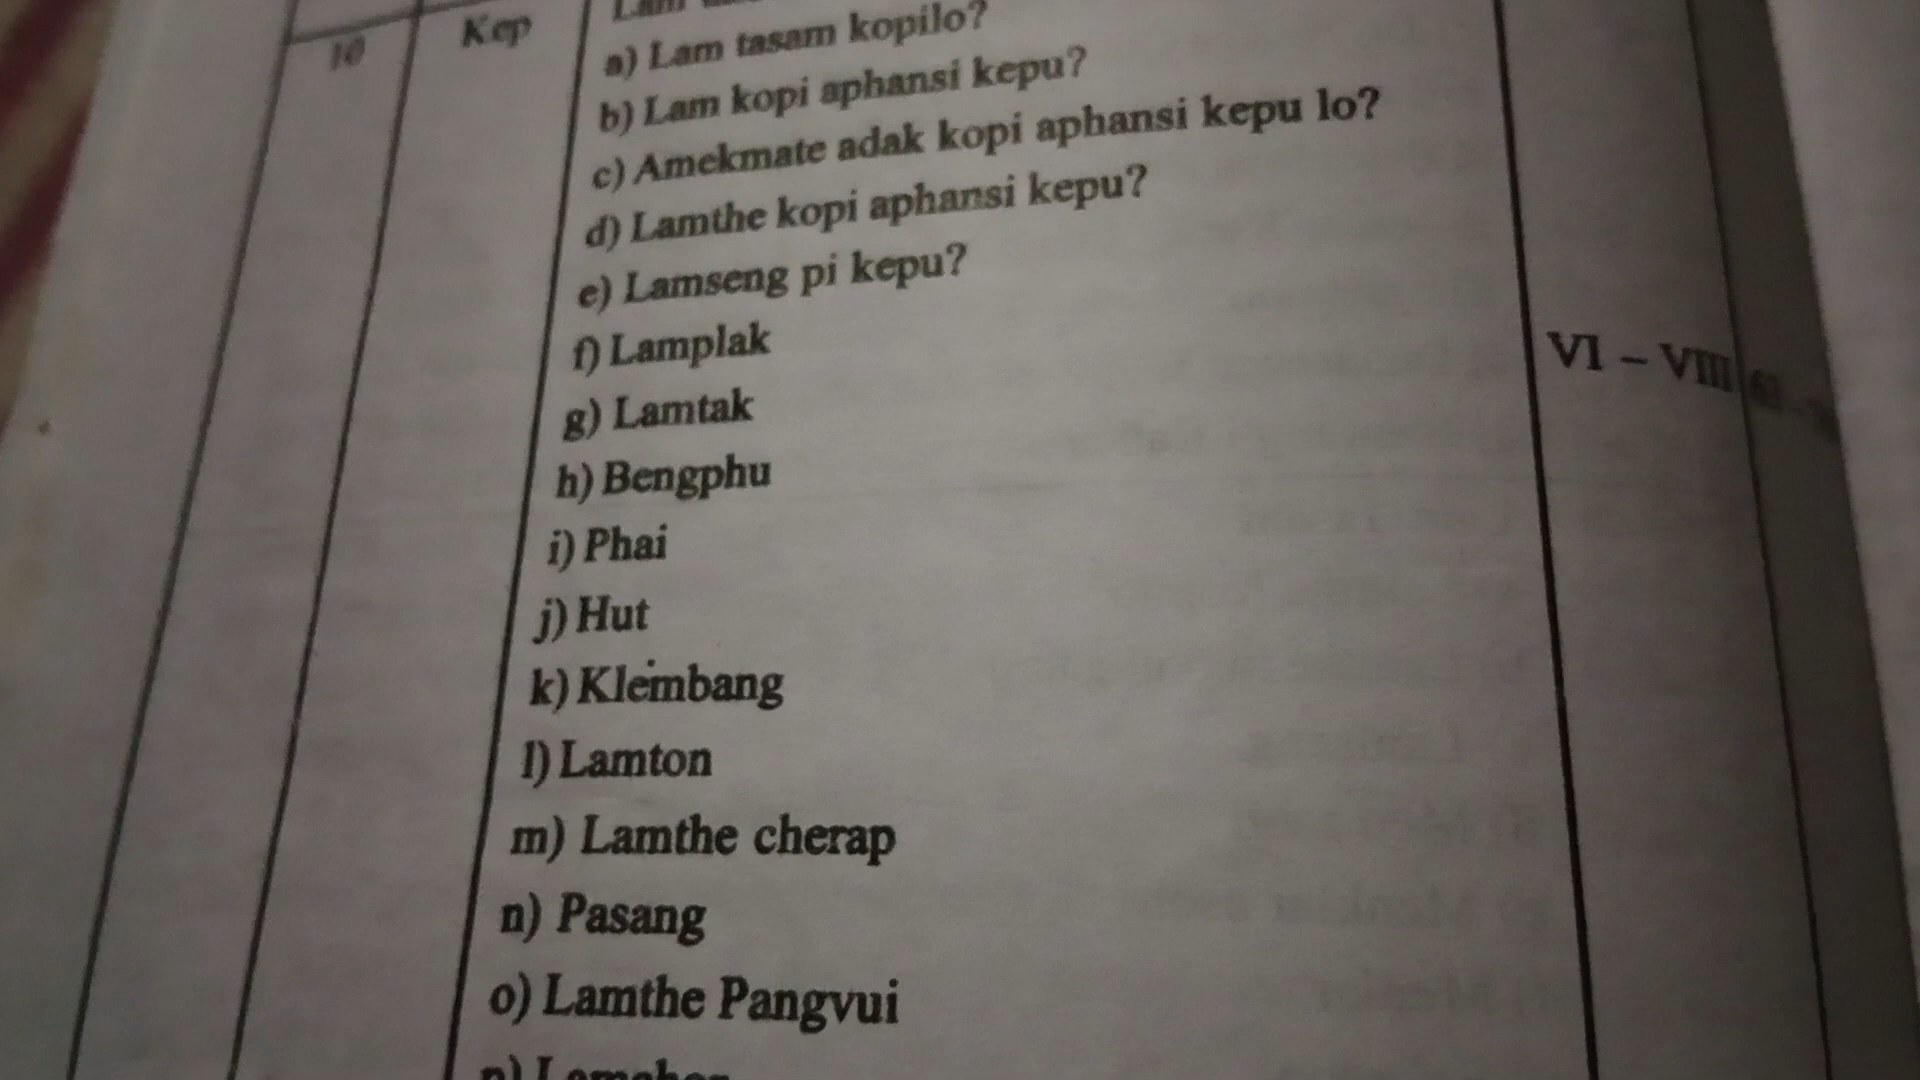 10
Kep
a) Lam tasam kopilo?
b) Lam kopi aphansi kepu?
c) Amekmate adak kopi aphansi kepu lo?
d) Lamthe kopi aphansi kepu?
e) Lamseng pi kepu?
f) Lamplak
VI – VIII
g) Lamtak
h) Bengphu
i) Phai
j) Hut
k) Klėmbang
l) Lamton
m) Lamthe cherap
n) Pasang
o) Lamthe Pangvui